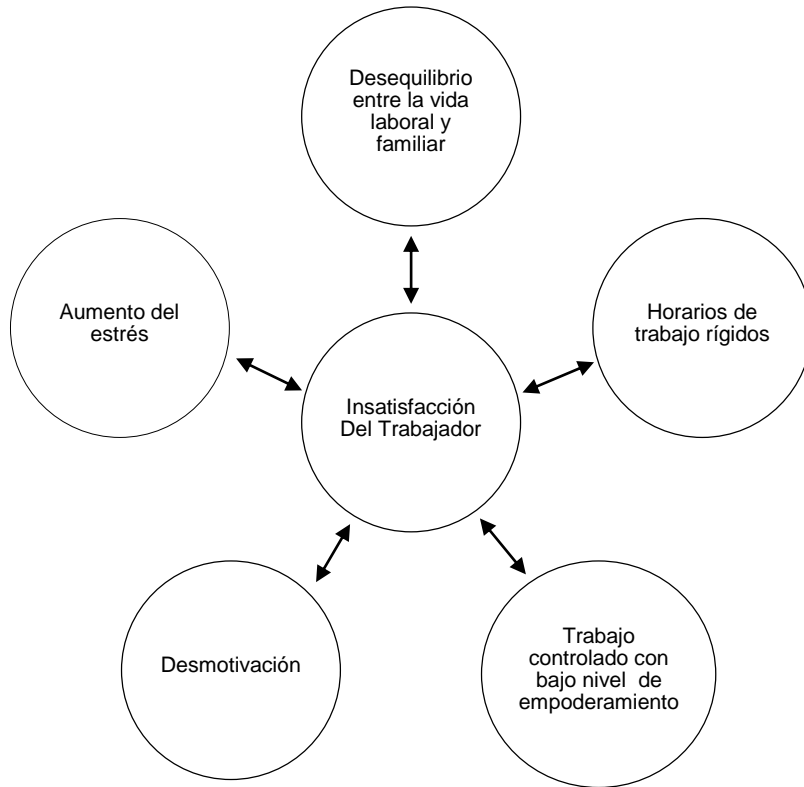 Desequilibrio
entre la vida
laboral y
familiar
Aumento del
estrés
Horarios de
trabajo rígidos
Insatisfacción
Del Trabajador
Desmotivación
Trabajo
controlado con
bajo nivel  de
empoderamiento